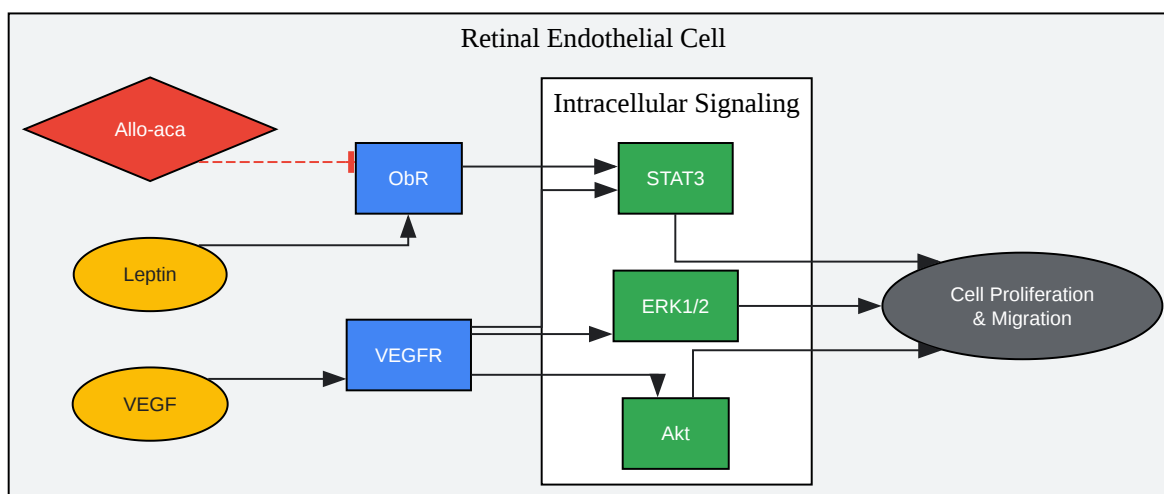 Retinal Endothelial Cell
Intracellular Signaling
Allo-aca
ObR
STAT3
Leptin
ERK1/2
Cell Proliferation
& Migration
VEGFR
VEGF
Akt